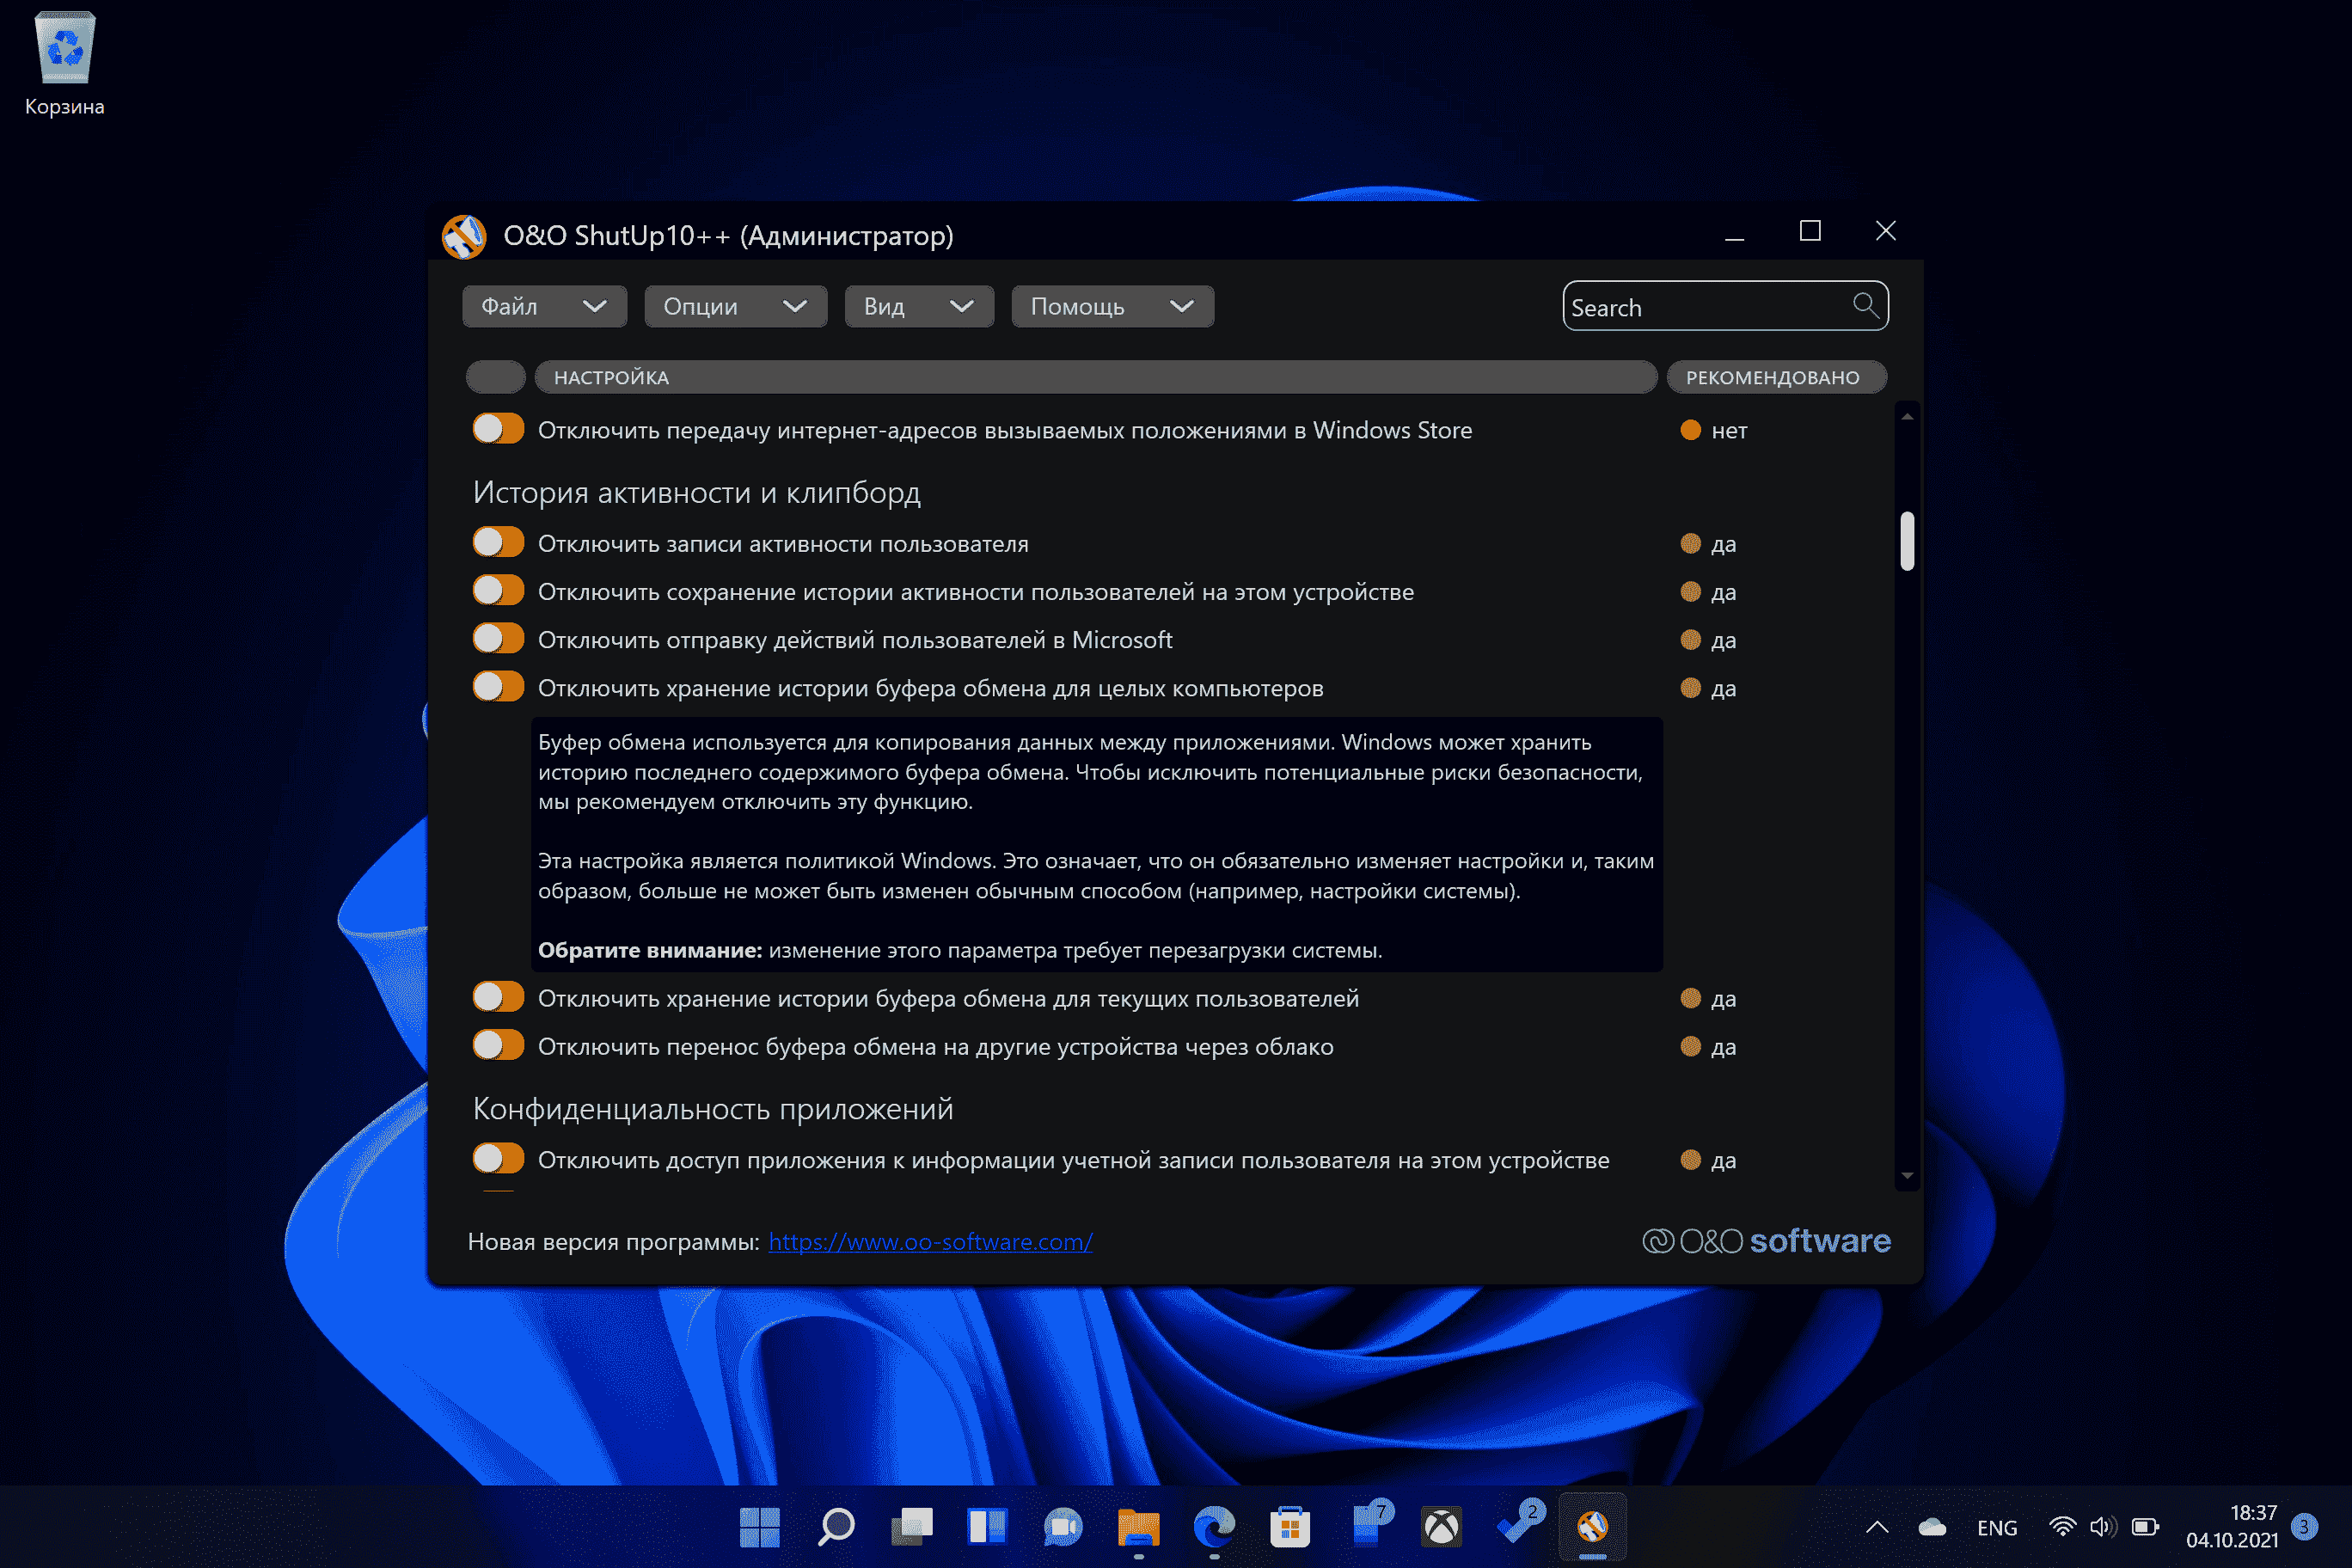 Корзина
O&O ShutUp10++ (Администратор)
Файл
Опции
Вид
Помощь
Search
НАСТРОЙКА
РЕКОМЕНДОВАНО
Отключить передачу интернет-адресов вызываемых положениями в Windows Store
нет
История активности и клипборд
Отключить записи активности пользователя
да
Отключить сохранение истории активности пользователей на этом устройстве
да
Отключить отправку действий пользователей в Microsoft
да
Отключить хранение истории буфера обмена для целых компьютеров
да
Буфер обмена используется для копирования данных между приложениями. Windows может хранить
историю последнего содержимого буфера обмена. Чтобы исключить потенциальные риски безопасности,
мы рекомендуем отключить эту функцию.
Эта настройка является политикой Windows. Это означает, что он обязательно изменяет настройки и, таким
образом, больше не может быть изменен обычным способом (например, настройки системы).
Обратите внимание: изменение этого параметра требует перезагрузки системы.
Отключить хранение истории буфера обмена для текущих пользователей
да
Отключить перенос буфера обмена на другие устройства через облако
да
Конфиденциальность приложений
Отключить доступ приложения к информации учетной записи пользователя на этом устройстве
да
Новая версия программы: https://www.oo-software.com/
O&O software
7
2
ENG
18:37
04.10.2021
3